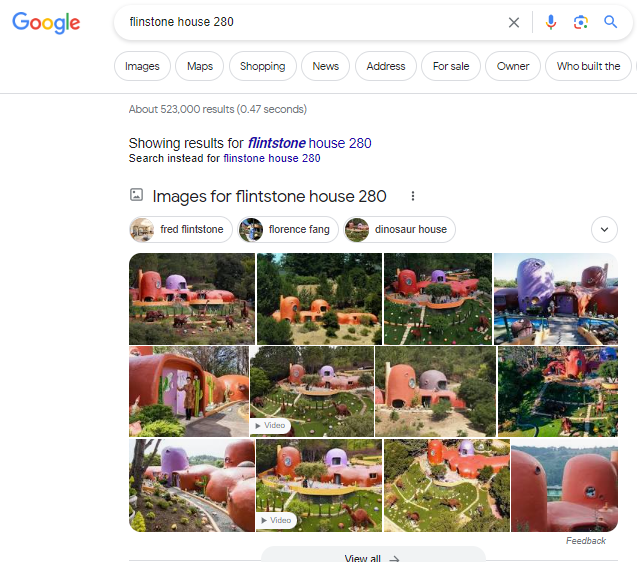 Google
flinstone house 280
Images
Maps
Shopping
News
Address
For sale
Owner
Who built the
About 523,000 results (0.47 seconds)
Showing results for flintstone house 280
Search instead for flinstone house 280
Images for flintstone house 280
fred flintstone
florence fang
dinosaur house
Video
Video
Feedback
View all